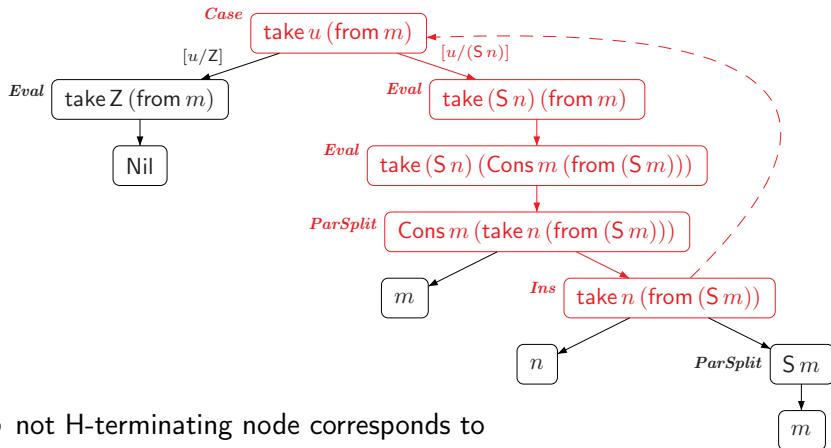 Case
take u (from m)
[u/Z]
[u/(S n)]
Eval
take Z (from m)
Eval
take (S n) (from m)
Nil
Eval
take (S n) (Cons m (from (S m)))
ParSplit
Cons m (take n (from (S m)))
m
Ins
take n (from (S m))
n
ParSplit
S m
not H-terminating node corresponds to
m